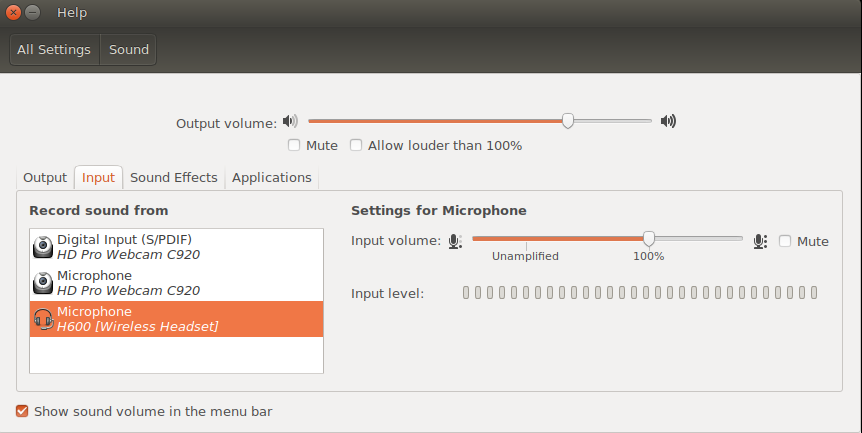 Help
All Settings Sound
Output volume:
Mute Allow louder than 100%
Output Input Sound Effects Applications
Record sound from
Digital Input (S/PDIF)
HD Pro Webcam C920
Microphone
HD Pro Webcam C920
Microphone
H600 [Wireless Headset]
Settings for Microphone
Input volume: Mute
Unamplified 100%
Input level:
Show sound volume in the menu bar